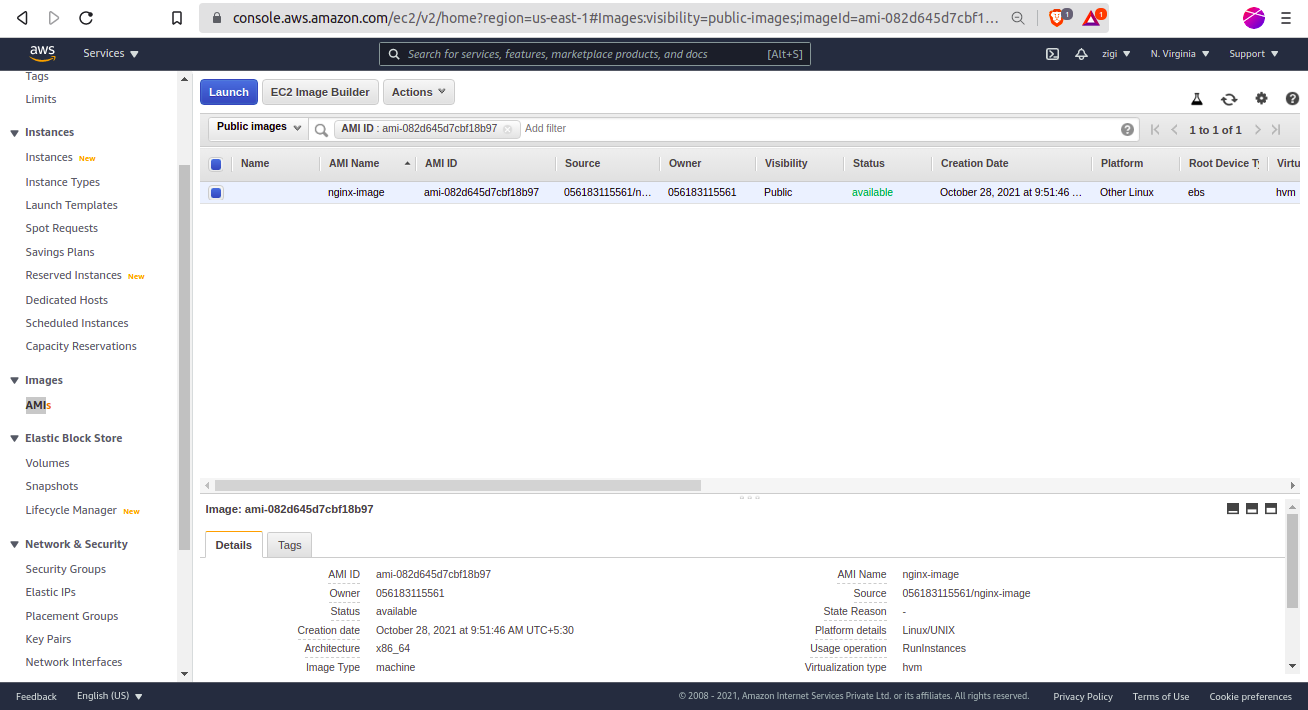 console.aws.amazon.com/ec2/v2/home?region=us-east-1#Images:visibility=public-images;imageId=ami-082d645d7cbf1... 1 1
aws Services Search for services, features, marketplace products, and docs [Alt+S] zigi N. Virginia Support
Tags
Limits
Instances
Instances New
Instance Types
Launch Templates
Spot Requests
Savings Plans
Reserved Instances New
Dedicated Hosts
Scheduled Instances
Capacity Reservations
Images
AMIs
Elastic Block Store
Volumes
Snapshots
Lifecycle Manager New
Network & Security
Security Groups
Elastic IPs
Placement Groups
Key Pairs
Network Interfaces
Launch EC2 Image Builder Actions
Public images AMI ID : ami-082d645d7cbf18b97 Add filter 1 to 1 of 1
Name AMI Name AMI ID Source Owner Visibility Status Creation Date Platform Root Device Ty Virtu
nginx-image ami-082d645d7cbf18b97 056183115561/n... 056183115561 Public available October 28, 2021 at 9:51:46 ... Other Linux ebs hvm
Image: ami-082d645d7cbf18b97
Details Tags
AMI ID ami-082d645d7cbf18b97 AMI Name nginx-image
Owner 056183115561 Source 056183115561/nginx-image
Status available State Reason -
Creation date October 28, 2021 at 9:51:46 AM UTC+5:30 Platform details Linux/UNIX
Architecture x86_64 Usage operation RunInstances
Image Type machine Virtualization type hvm
Feedback English (US) © 2008 - 2021, Amazon Internet Services Private Ltd. or its affiliates. All rights reserved. Privacy Policy Terms of Use Cookie preferences